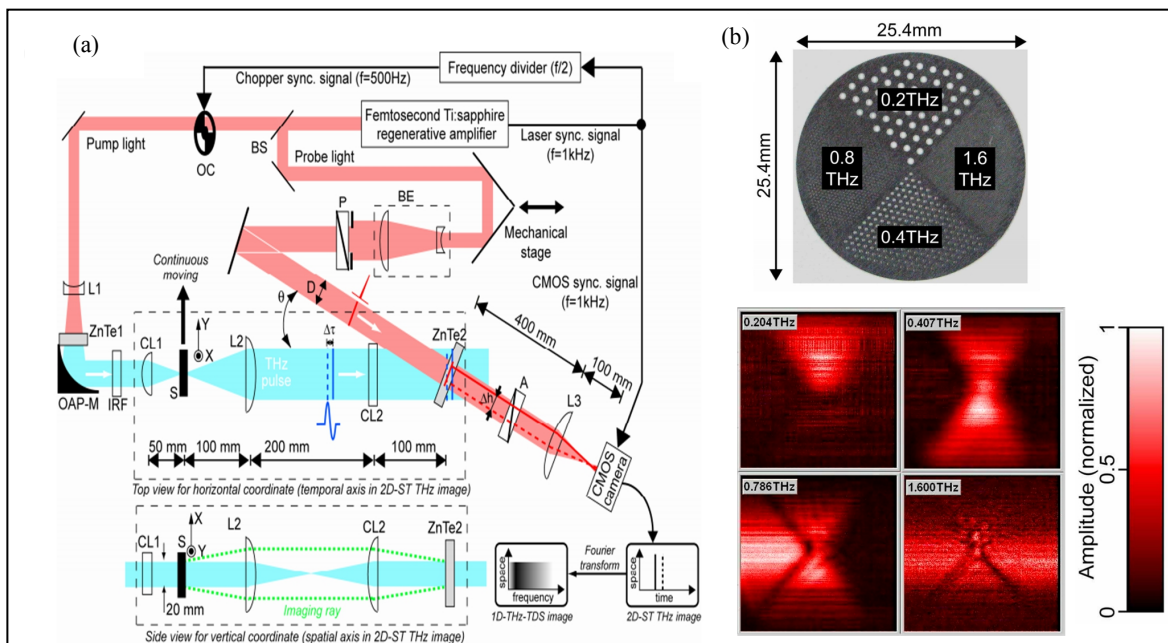 (a)
Chopper sync. signal (f=500Hz)
Frequency divider (f/2)
Femtosecond Ti:sapphire
regenerative amplifier
Laser sync. signal
(f=1kHz)
Pump light
OC
BS
Probe light
P
BE
Mechanical
stage
CMOS sync. signal
(f=1kHz)
Continuous
moving
L1
ZnTe1
OAP-M
IRF
CL1
S
Y
X
L2
θ
D
Δτ
THz
pulse
CL2
ZnTe2
400 mm
100 mm
Δh
A
L3
CMOS
camera
50 mm
100 mm
200 mm
100 mm
Top view for horizontal coordinate (temporal axis in 2D-ST THz image)
CL1
S
X
Y
L2
CL2
ZnTe2
20 mm
Imaging ray
Side view for vertical coordinate (spatial axis in 2D-ST THz image)
space
frequency
1D-THz-TDS image
Fourier
transform
space
time
2D-ST THz image
(b)
25.4mm
25.4mm
0.2THz
0.8
THz
1.6
THz
0.4THz
0.204THz
0.407THz
0.786THz
1.600THz
1
0.5
0
Amplitude (normalized)